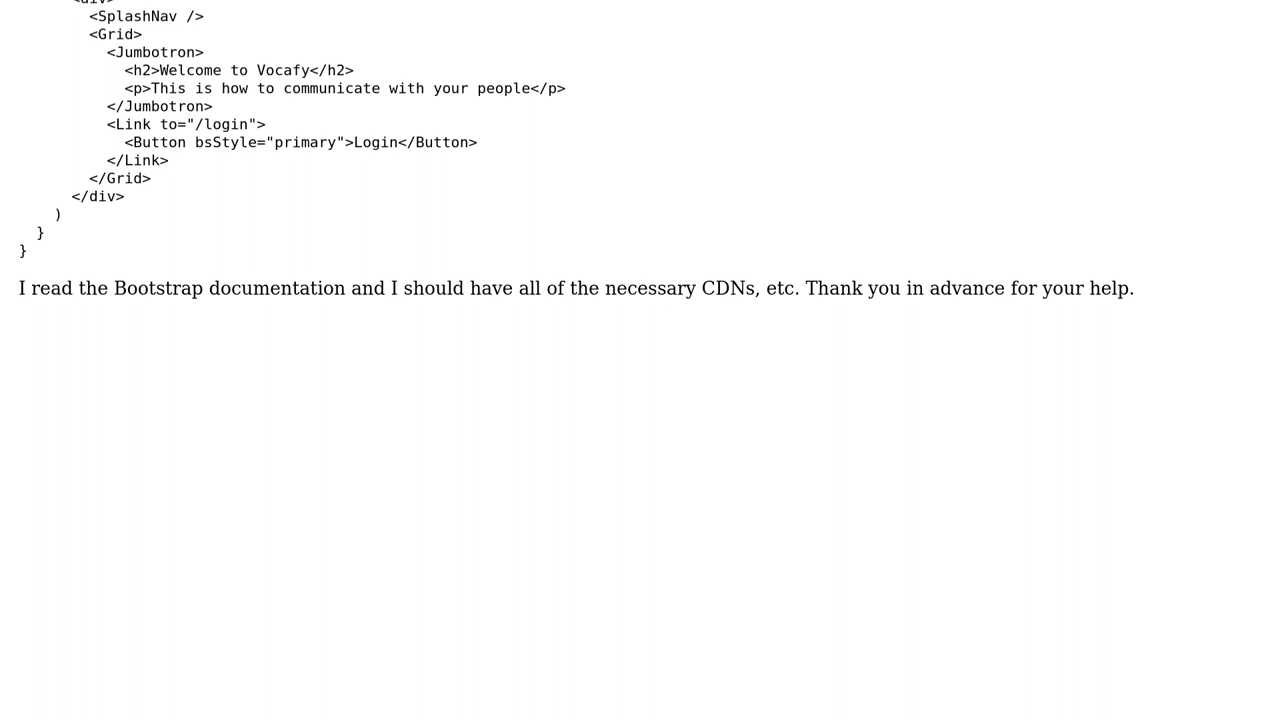 <div>
<SplashNav />
<Grid>
<Jumbotron>
<h2>Welcome to Vocafy</h2>
<p>This is how to communicate with your people</p>
</Jumbotron>
<Link to="/login">
<Button bsStyle="primary">Login</Button>
</Link>
</Grid>
</div>
)
}
}
I read the Bootstrap documentation and I should have all of the necessary CDNs, etc. Thank you in advance for your help.